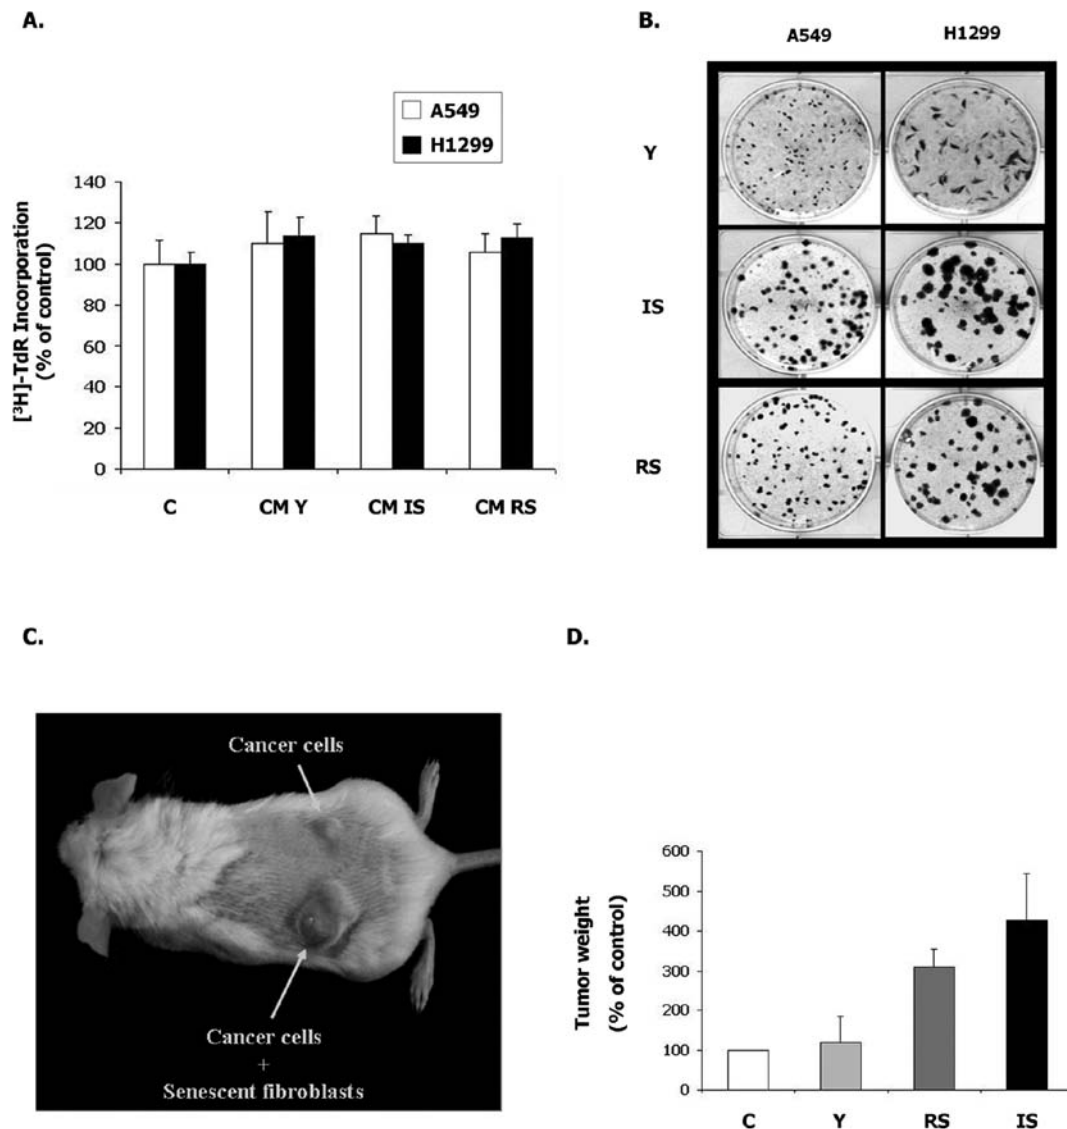 A.
A549
H1299
140
120
100
80
60
40
20
0
[³H]-TdR Incorporation
(% of control)
C
CM Y
CM IS
CM RS
B.
A549
H1299
Y
IS
RS
C.
Cancer cells
Cancer cells
+
Senescent fibroblasts
D.
600
500
400
300
200
100
0
Tumor weight
(% of control)
C
Y
RS
IS